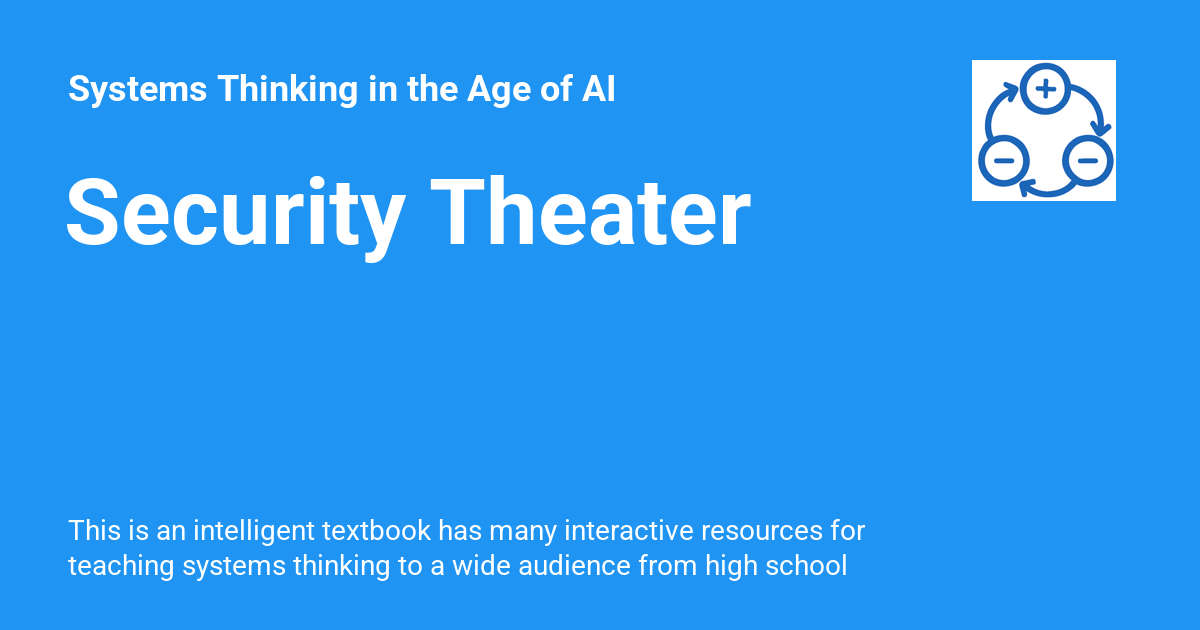 Systems Thinking in the Age of AI
Security Theater
This is an intelligent textbook has many interactive resources for
teaching systems thinking to a wide audience from high school